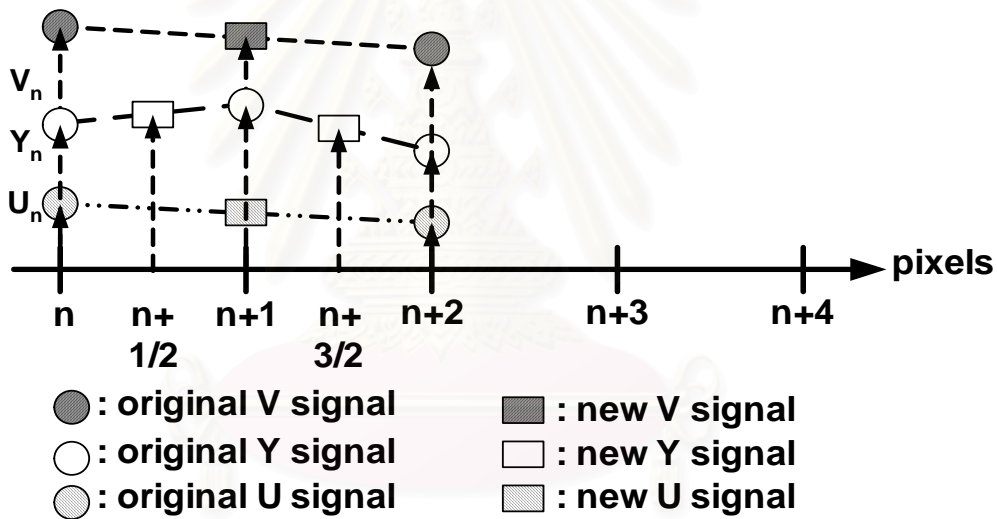 Vn
Yn
Un
pixels
n n+1/2 n+1 n+3/2 n+2 n+3 n+4
: original V signal : new V signal
: original Y signal : new Y signal
: original U signal : new U signal